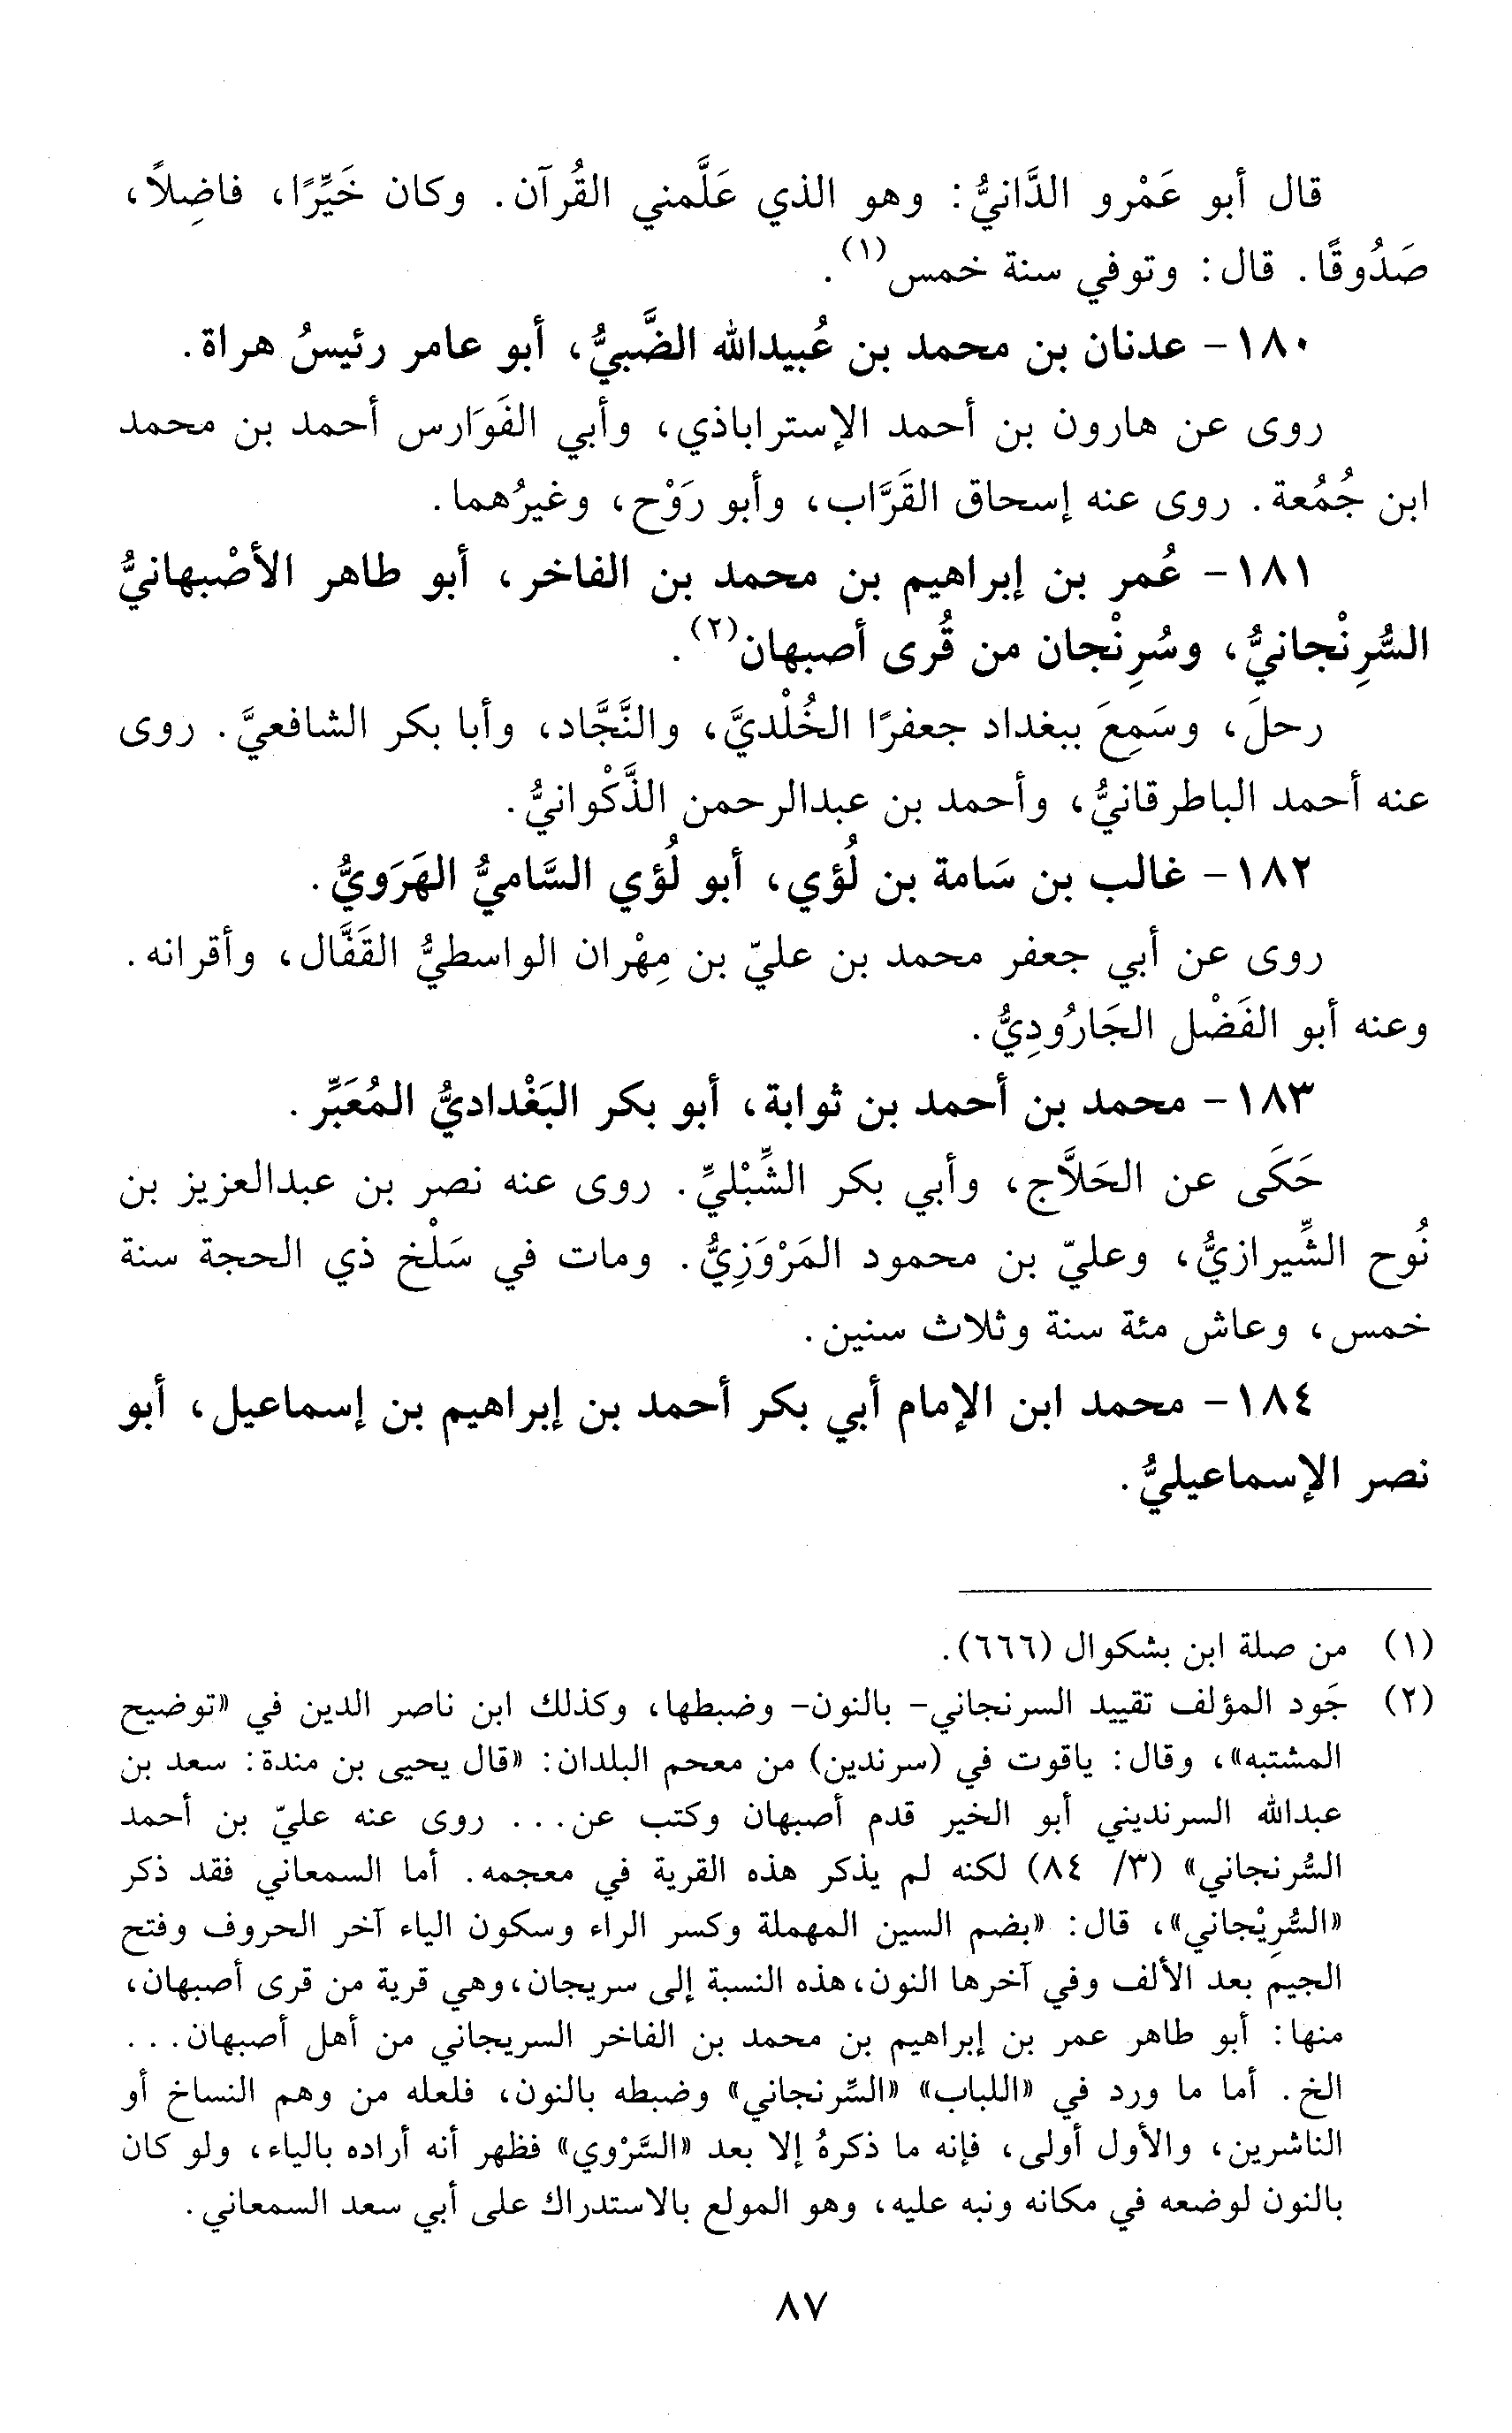 قال أبو عَمْرو الدَّانيُّ: وهو الذي عَلَّمني القُرآن. وكان خَيِّرًا، فاضِلاً،
صَدُوقًا. قال: وتوفي سنة خمس(١).
١٨٠- عدنان بن محمد بن عُبيدالله الضَّبيُّ، أبو عامر رئيسُ هراة.
روى عن هارون بن أحمد الإستراباذي، وأبي الفَوَارس أحمد بن محمد
ابن جُمُعة. روى عنه إسحاق القَرَّاب، وأبو رَوْح، وغيرُهما.
١٨١- عُمر بن إبراهيم بن محمد بن الفاخر، أبو طاهر الأصْبهانيُّ
السُّرِنْجانيُّ، وسُرِنْجان من قُرى أصبهان(٢).
رحلَ، وسَمِعَ ببغداد جعفرًا الخُلْديَّ، والنَّجَّاد، وأبا بكر الشافعيَّ. روى
عنه أحمد الباطرقانيُّ، وأحمد بن عبدالرحمن الذَّكْوانيُّ.
١٨٢- غالب بن سَامة بن لُؤي، أبو لُؤي السَّاميُّ الهَرَويُّ.
روى عن أبي جعفر محمد بن عليّ بن مِهْران الواسطيُّ القَفَّال، وأقرانه.
وعنه أبو الفَضْل الجَارُودِيُّ.
١٨٣- محمد بن أحمد بن ثوابة، أبو بكر البَغْداديُّ المُعَبِّر.
حَكَى عن الحَلاَّج، وأبي بكر الشِّبْليِّ. روى عنه نصر بن عبدالعزيز بن
نُوح الشِّيرازيُّ، وعليّ بن محمود المَرْوَزِيُّ. ومات في سَلْخ ذي الحجة سنة
خمس، وعاش مئة سنة وثلاث سنين.
١٨٤- محمد ابن الإمام أبي بكر أحمد بن إبراهيم بن إسماعيل، أبو
نصر الإسماعيليُّ.
(١) من صلة ابن بشكوال (٦٦٦).
(٢) جَود المؤلف تقييد السرنجاني- بالنون- وضبطها، وكذلك ابن ناصر الدين في «توضيح
المشتبه»، وقال: ياقوت في (سرندين) من معحم البلدان: «قال يحيى بن مندة: سعد بن
عبدالله السرنديني أبو الخير قدم أصبهان وكتب عن... روى عنه عليّ بن أحمد
السُّرنجاني» (٣/ ٨٤) لكنه لم يذكر هذه القرية في معجمه. أما السمعاني فقد ذكر
«السُّرِيْجاني»، قال: «بضم السين المهملة وكسر الراء وسكون الياء آخر الحروف وفتح
الجيم بعد الألف وفي آخرها النون، هذه النسبة إلى سريجان، وهي قرية من قرى أصبهان،
منها: أبو طاهر عمر بن إبراهيم بن محمد بن الفاخر السريجاني من أهل أصبهان...
الخ. أما ما ورد في «اللباب» «السِّرنجاني» وضبطه بالنون، فلعله من وهم النساخ أو
الناشرين، والأول أولى، فإنه ما ذكرهُ إلا بعد «السَّرْوي» فظهر أنه أراده بالياء، ولو كان
بالنون لوضعه في مكانه ونبه عليه، وهو المولع بالاستدراك على أبي سعد السمعاني.
٨٧